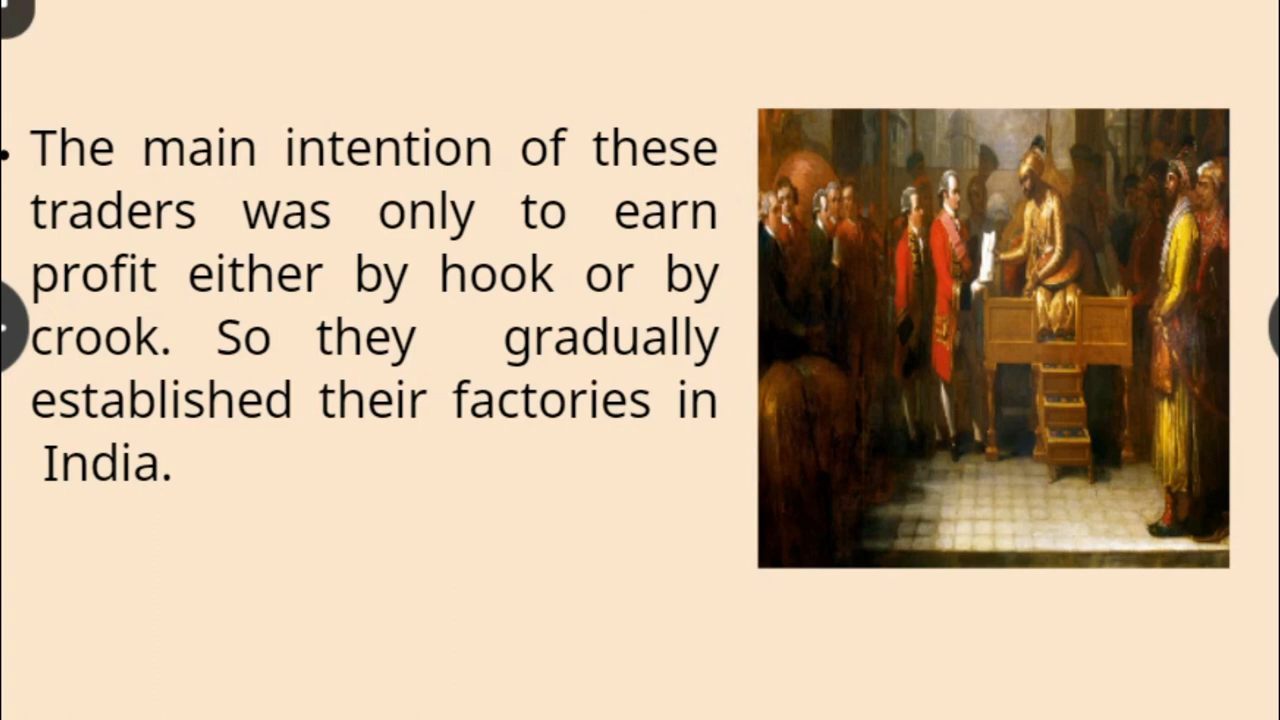 • The main intention of these
traders was only to earn
profit either by hook or by
crook. So they gradually
established their factories in
India.